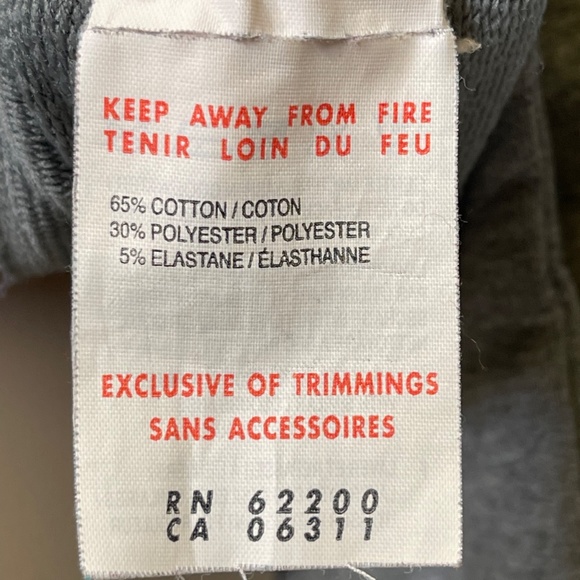 KEEP AWAY FROM FIRE
TENIR LOIN DU FEU
65% COTTON / COTON
30% POLYESTER / POLYESTER
5% ELASTANE / ÉLASTHANNE
EXCLUSIVE OF TRIMMINGS
SANS ACCESSOIRES
RN 62200
CA 06311